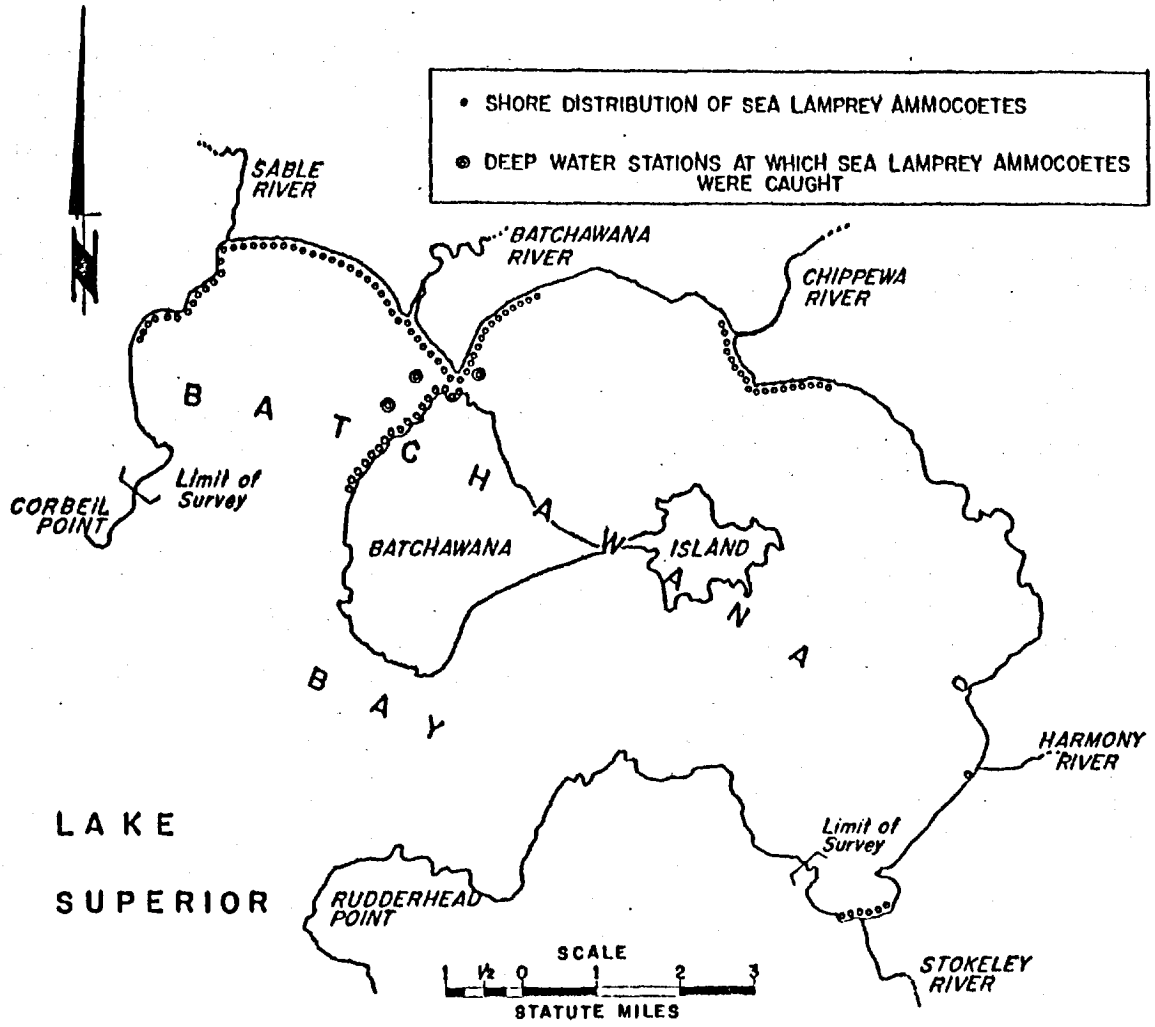 • SHORE DISTRIBUTION OF SEA LAMPREY AMMOCOETES
◎ DEEP WATER STATIONS AT WHICH SEA LAMPREY AMMOCOETES
WERE CAUGHT
N
SABLE
RIVER
BATCHAWANA
RIVER
CHIPPEWA
RIVER
BATCHAWANA
BAY
Limit of
Survey
CORBEIL
POINT
BATCHAWANA ISLAND
HARMONY
RIVER
LAKE
SUPERIOR
Limit of
Survey
RUDDERHEAD
POINT
STOKELEY
RIVER
SCALE
1 1/2 0 1 2 3
STATUTE MILES